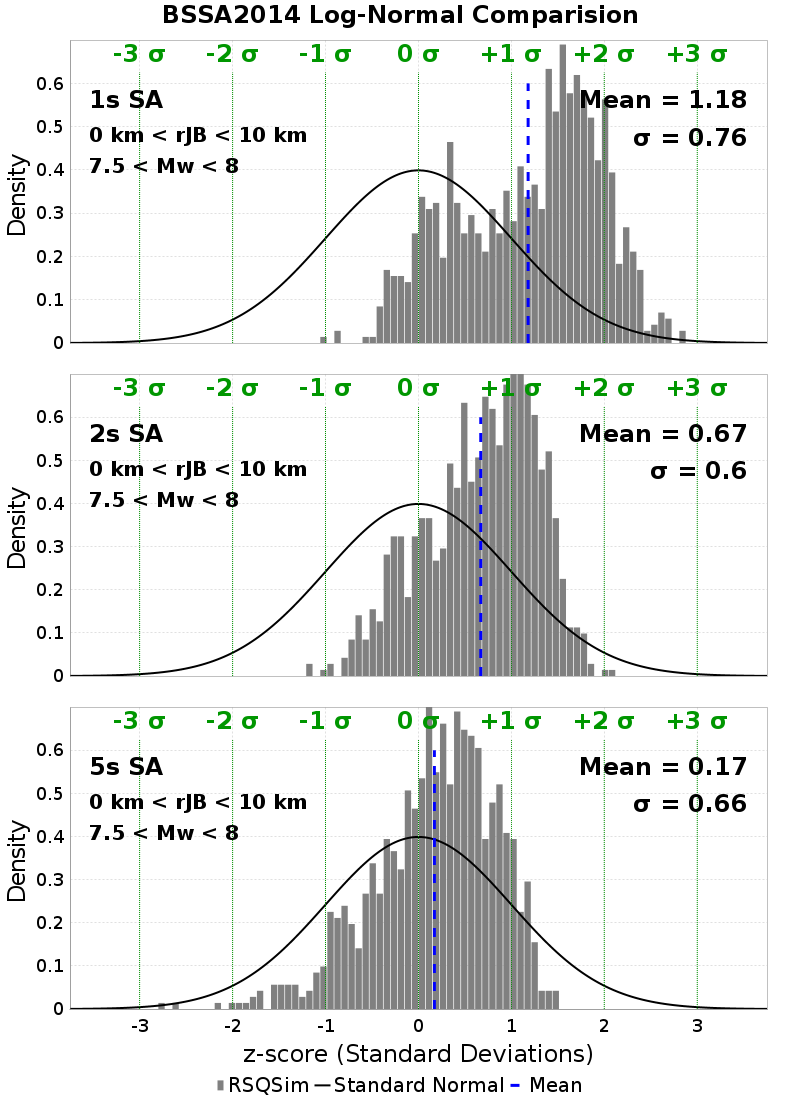 BSSA2014 Log-Normal Comparision
-3 σ -2 σ -1 σ 0 σ +1 σ +2 σ +3 σ
1s SA
0 km < rJB < 10 km
7.5 < Mw < 8
Mean = 1.18
σ = 0.76
Density
0.6
0.5
0.4
0.3
0.2
0.1
0
-3 σ -2 σ -1 σ 0 σ +1 σ +2 σ +3 σ
2s SA
0 km < rJB < 10 km
7.5 < Mw < 8
Mean = 0.67
σ = 0.6
Density
0.6
0.5
0.4
0.3
0.2
0.1
0
-3 σ -2 σ -1 σ 0 σ +1 σ +2 σ +3 σ
5s SA
0 km < rJB < 10 km
7.5 < Mw < 8
Mean = 0.17
σ = 0.66
Density
0.6
0.5
0.4
0.3
0.2
0.1
0
-3 -2 -1 0 1 2 3
z-score (Standard Deviations)
RSQSim Standard Normal Mean